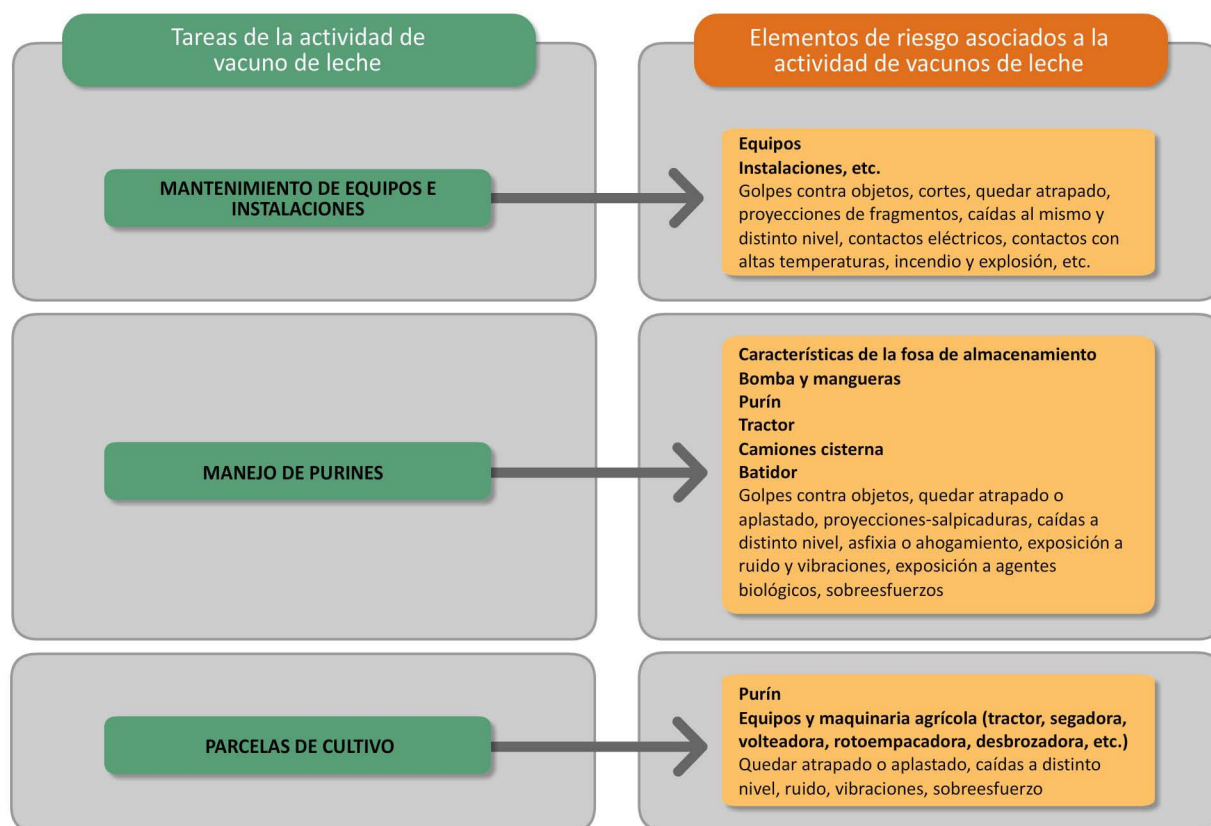 Tareas de la actividad de
vacuno de leche
Elementos de riesgo asociados a la
actividad de vacunos de leche
MANTENIMIENTO DE EQUIPOS E
INSTALACIONES
Equipos
Instalaciones, etc.
Golpes contra objetos, cortes, quedar atrapado,
proyecciones de fragmentos, caídas al mismo y
distinto nivel, contactos eléctricos, contactos con
altas temperaturas, incendio y explosión, etc.
MANEJO DE PURINES
Características de la fosa de almacenamiento
Bomba y mangueras
Purín
Tractor
Camiones cisterna
Batidor
Golpes contra objetos, quedar atrapado o
aplastado, proyecciones-salpicaduras, caídas a
distinto nivel, asfixia o ahogamiento, exposición a
ruido y vibraciones, exposición a agentes
biológicos, sobreesfuerzos
PARCELAS DE CULTIVO
Purín
Equipos y maquinaria agrícola (tractor, segadora,
volteadora, rotoempacadora, desbrozadora, etc.)
Quedar atrapado o aplastado, caídas a distinto
nivel, ruido, vibraciones, sobreesfuerzo